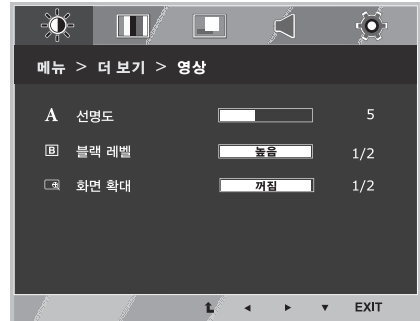 메뉴 > 더 보기 > 영상
A 선명도 5
B 블랙 레벨 높음 1/2
화면 확대 꺼짐 1/2
EXIT